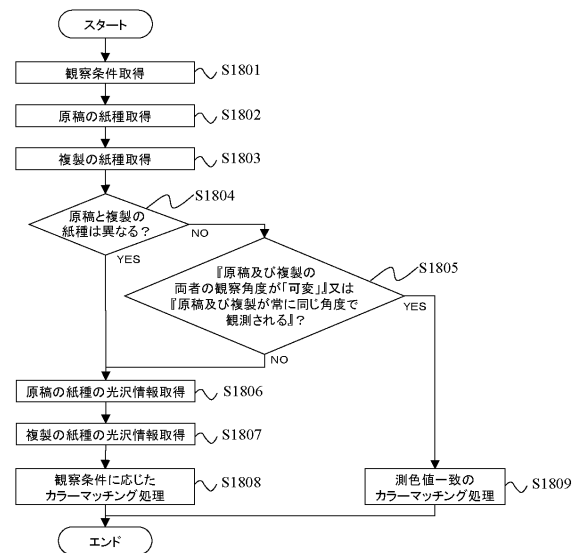 スタート
観察条件取得
S1801
原稿の紙種取得
S1802
複製の紙種取得
S1803
S1804
原稿と複製の
紙種は異なる？
NO
YES
S1805
『原稿及び複製の
両者の観察角度が「可変」』又は
『原稿及び複製が常に同じ角度で
観測される』？
YES
NO
原稿の紙種の光沢情報取得
S1806
複製の紙種の光沢情報取得
S1807
観察条件に応じた
カラーマッチング処理
S1808
測色値一致の
カラーマッチング処理
S1809
エンド